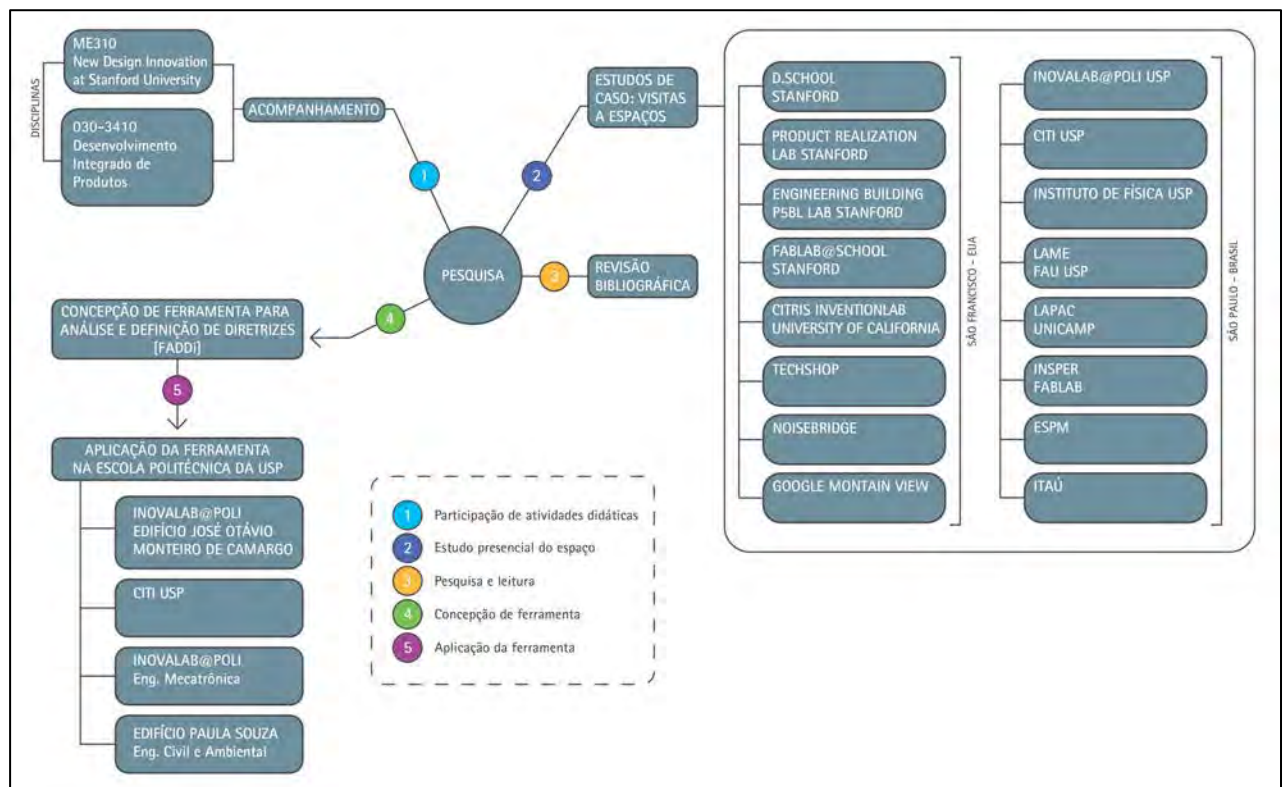 DISCIPLINAS
ME310
New Design Innovation
at Stanford University
030-3410
Desenvolvimento
Integrado de
Produtos
ACOMPANHAMENTO
1
2
ESTUDOS DE
CASO: VISITAS
A ESPAÇOS
PESQUISA
3
REVISÃO
BIBLIOGRÁFICA
4
CONCEPÇÃO DE FERRAMENTA PARA
ANÁLISE E DEFINIÇÃO DE DIRETRIZES
[FADDi]
5
APLICAÇÃO DA FERRAMENTA
NA ESCOLA POLITÉCNICA DA USP
INOVALAB@POLI
EDIFÍCIO JOSÉ OTÁVIO
MONTEIRO DE CAMARGO
CITI USP
INOVALAB@POLI
Eng. Mecatrônica
EDIFÍCIO PAULA SOUZA
Eng. Civil e Ambiental
1 Participação de atividades didáticas
2 Estudo presencial do espaço
3 Pesquisa e leitura
4 Concepção de ferramenta
5 Aplicação da ferramenta
D.SCHOOL
STANFORD
PRODUCT REALIZATION
LAB STANFORD
ENGINEERING BUILDING
P5BL LAB STANFORD
FABLAB@SCHOOL
STANFORD
CITRIS INVENTIONLAB
UNIVERSITY OF CALIFORNIA
TECHSHOP
NOISEBRIDGE
GOOGLE MONTAIN VIEW
SÃO FRANCISCO - EUA
INOVALAB@POLI USP
CITI USP
INSTITUTO DE FÍSICA USP
LAME
FAU USP
LAPAC
UNICAMP
INSPER
FABLAB
ESPM
ITAÚ
SÃO PAULO - BRASIL